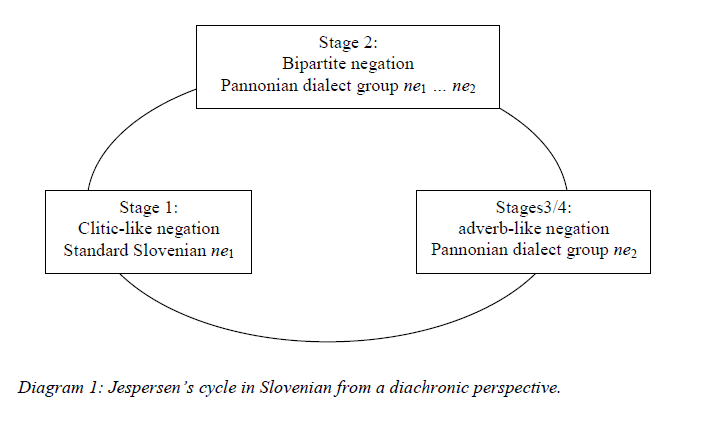 Stage 2:
Bipartite negation
Pannonian dialect group ne₁ ... ne₂
Stage 1:
Clitic-like negation
Standard Slovenian ne₁
Stages3/4:
adverb-like negation
Pannonian dialect group ne₂
Diagram 1: Jespersen's cycle in Slovenian from a diachronic perspective.